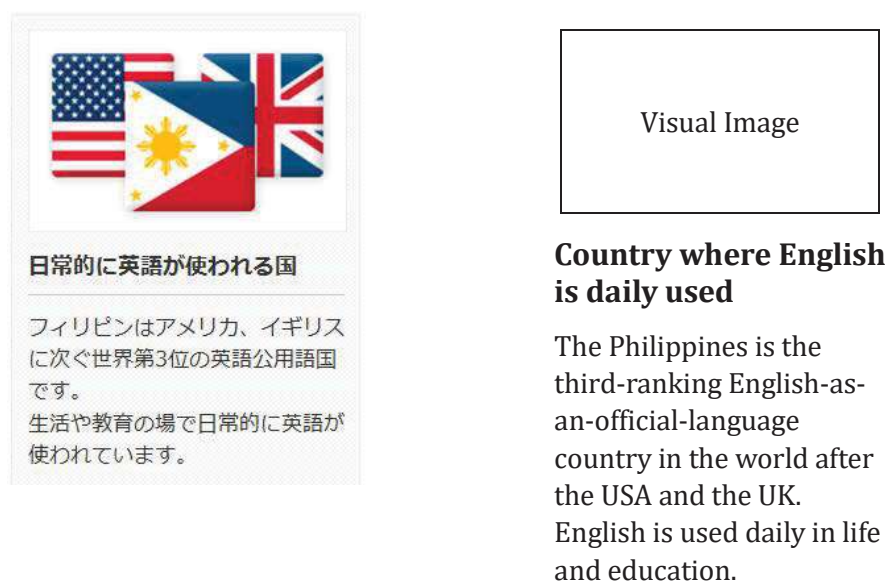 日常的に英語が使われる国
フィリピンはアメリカ、イギリス
に次ぐ世界第3位の英語公用語国
です。
生活や教育の場で日常的に英語が
使われています。
Visual Image
Country where English
is daily used
The Philippines is the
third-ranking English-as-
an-official-language
country in the world after
the USA and the UK.
English is used daily in life
and education.